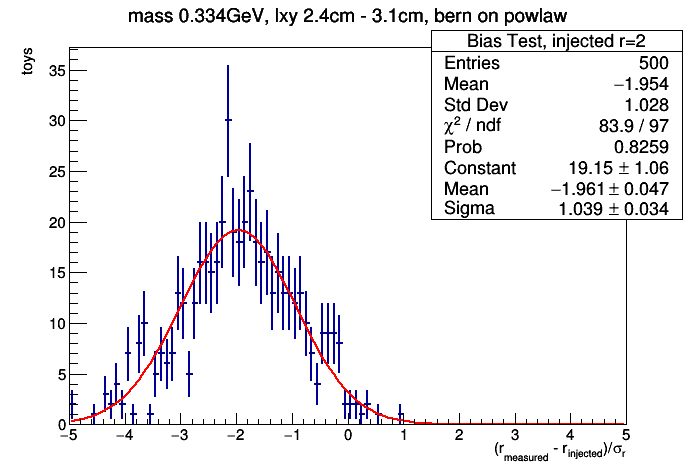 mass 0.334GeV, lxy 2.4cm - 3.1cm, bern on powlaw
toys
Bias Test, injected r=2
Entries 500
Mean −1.954
Std Dev 1.028
χ² / ndf 83.9 / 97
Prob 0.8259
Constant 19.15 ± 1.06
Mean −1.961 ± 0.047
Sigma 1.039 ± 0.034
35
30
25
20
15
10
5
0
−5 −4 −3 −2 −1 0 1 2 3 4 5
(r_measured - r_injected)/σ_r